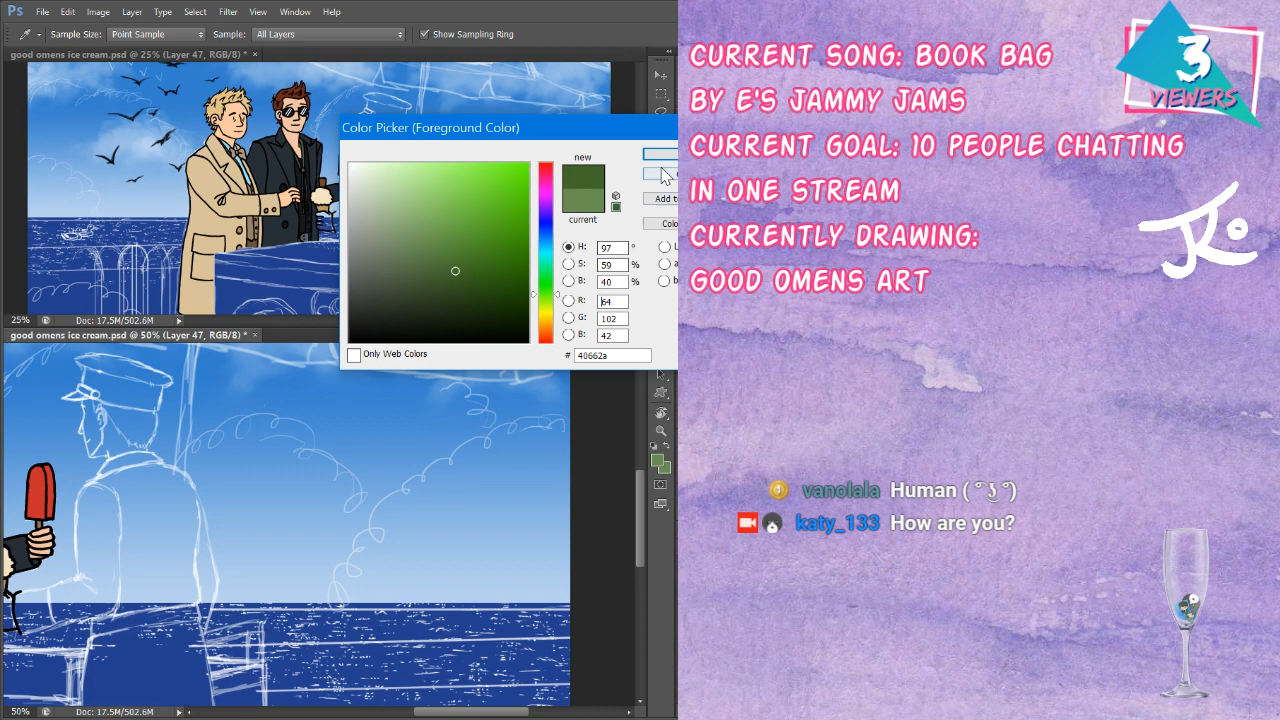 Ps File Edit Image Layer Type Select Filter View Window Help
Sample Size: Point Sample Sample: All Layers Show Sampling Ring
good omens ice cream.psd @ 25% (Layer 47, RGB/8) * ×
Color Picker (Foreground Color)
new
current
Add to
Colo
H: 97 °
S: 59 %
B: 40 %
R: 64
G: 102
B: 42
L
a
b
Only Web Colors
# 40662a
25% Doc: 17.5M/502.6M
good omens ice cream.psd @ 50% (Layer 47, RGB/8) * ×
50% Doc: 17.5M/502.6M
CURRENT SONG: BOOK BAG
BY E'S JAMMY JAMS
CURRENT GOAL: 10 PEOPLE CHATTING
IN ONE STREAM
CURRENTLY DRAWING:
GOOD OMENS ART
3
VIEWERS
vanolala Human ( ͡° ͜ʖ ͡°)
katy_133 How are you?